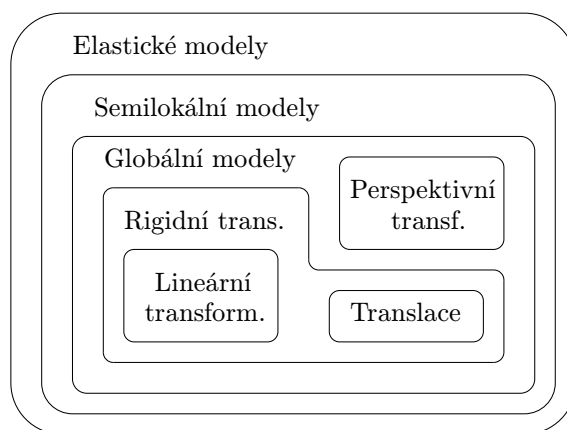 Elastické modely
Semilokální modely
Globální modely
Perspektivní
transf.
Rigidní trans.
Lineární
transform.
Translace